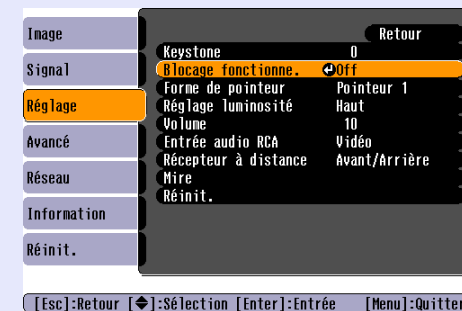 Image
Signal
Réglage
Avancé
Réseau
Information
Réinit.
Retour
Keystone 0
Blocage fonctionne. Off
Forme de pointeur Pointeur 1
Réglage luminosité Haut
Volume 10
Entrée audio RCA Vidéo
Récepteur à distance Avant/Arrière
Mire
Réinit.
[Esc]:Retour [◆]:Sélection [Enter]:Entrée [Menu]:Quitter